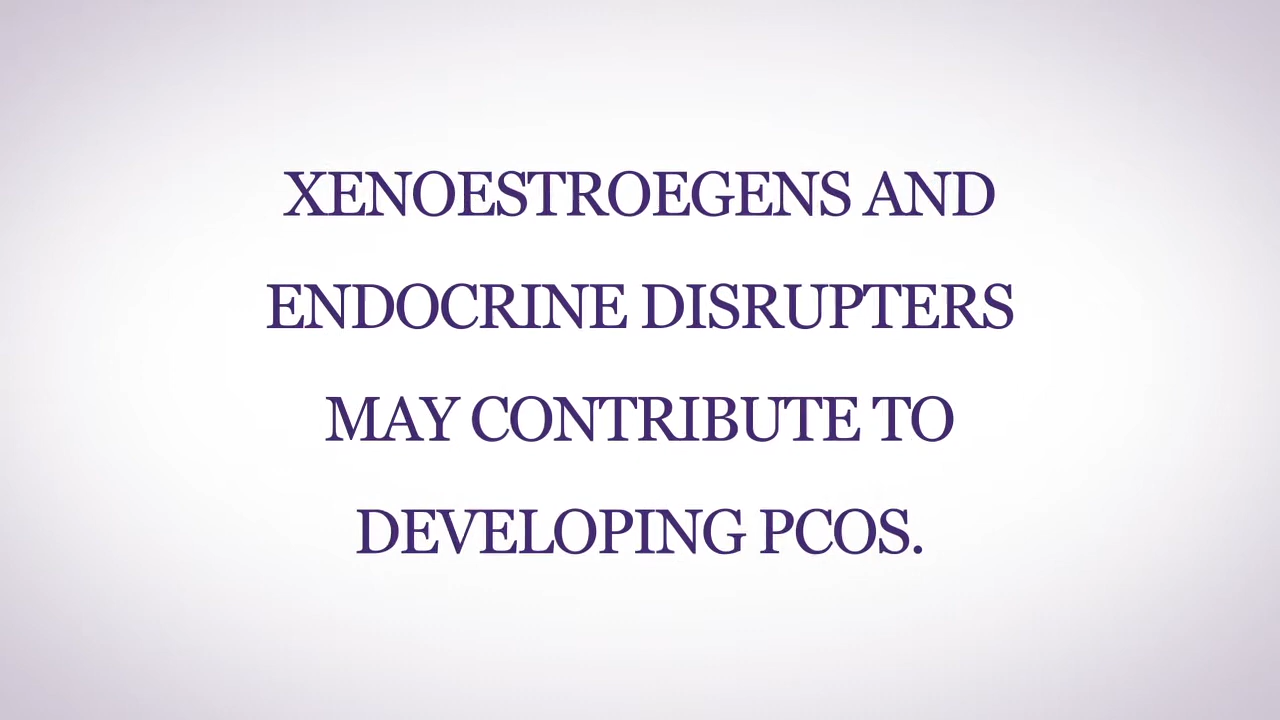 XENOESTROEGENS AND
ENDOCRINE DISRUPTERS
MAY CONTRIBUTE TO
DEVELOPING PCOS.